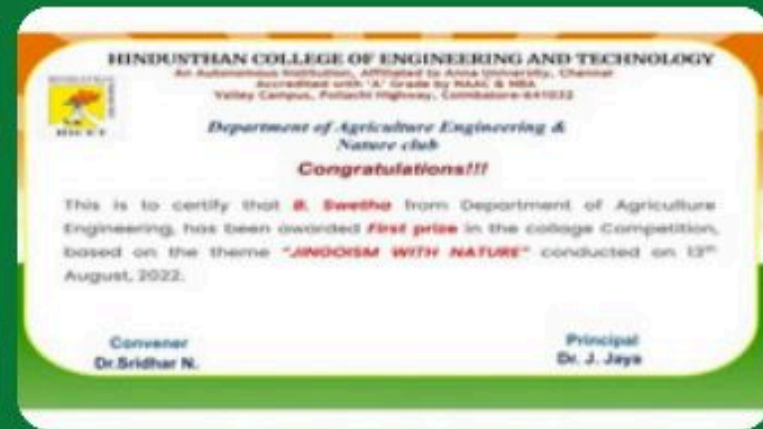 HINDUSTHAN COLLEGE OF ENGINEERING AND TECHNOLOGY
An Autonomous Institution, Affiliated to Anna University, Chennai
Accredited with 'A' Grade by NAAC & NBA
Valley Campus, Pollachi Highway, Coimbatore-641032
HICET
Department of Agriculture Engineering &
Nature club
Congratulations!!!
This is to certify that B. Swetha from Department of Agriculture
Engineering, has been awarded First prize in the collage Competition,
based on the theme "JINGOISM WITH NATURE" conducted on 13th
August, 2022.
Convener
Dr.Sridhar N.
Principal
Dr. J. Jaya